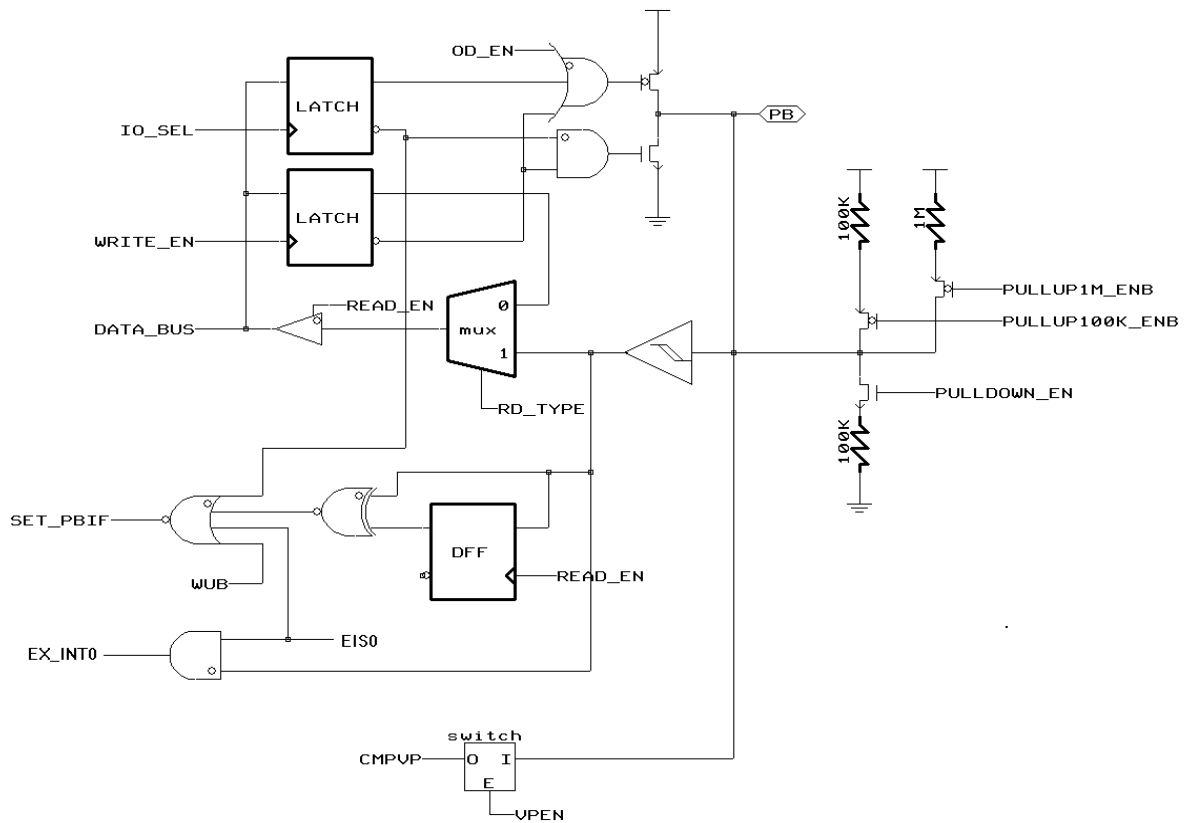 OD_EN
LATCH
PB
IO_SEL
100K
1M
LATCH
WRITE_EN
PULLUP1M_ENB
READ_EN
0
PULLUP100K_ENB
DATA_BUS
mux
1
PULLDOWN_EN
RD_TYPE
100K
SET_PBIF
DFF
READ_EN
WUB
EIS0
EX_INT0
switch
CMPVP
O I
E
VPEN